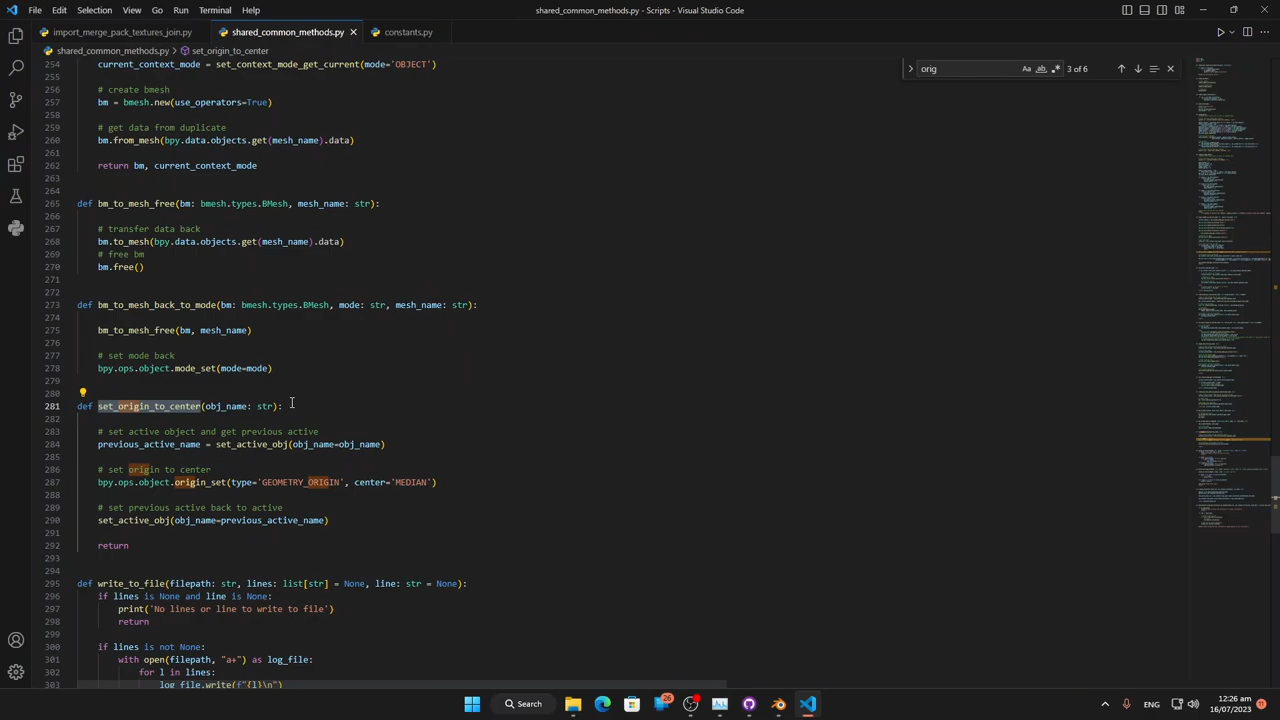 File Edit Selection View Go Run Terminal Help
shared_common_methods.py - Scripts - Visual Studio Code
import_merge_pack_textures_join.py shared_common_methods.py constants.py
shared_common_methods.py > set_origin_to_center
orig Aa ab 3 of 6
254 current_context_mode = set_context_mode_get_current(mode='OBJECT')
255
256 # create bmesh
257 bm = bmesh.new(use_operators=True)
258
259 # get data from duplicate
260 bm.from_mesh(bpy.data.objects.get(mesh_name).data)
261
262 return bm, current_context_mode
263
264
265 def bm_to_mesh_free(bm: bmesh.types.BMesh, mesh_name: str):
266
267 # transfer data back
268 bm.to_mesh(bpy.data.objects.get(mesh_name).data)
269 # free bm
270 bm.free()
271
272
273 def bm_to_mesh_back_to_mode(bm: bmesh.types.BMesh, mode: str, mesh_name: str):
274
275 bm_to_mesh_free(bm, mesh_name)
276
277 # set mode back
278 bpy.ops.object.mode_set(mode=mode)
279
280
281 def set_origin_to_center(obj_name: str):
282
283 # set active object and get previous active
284 previous_active_name = set_active_obj(obj_name=obj_name)
285
286 # set origin to center
287 bpy.ops.object.origin_set(type='GEOMETRY_ORIGIN', center='MEDIAN')
288
289 # set previous active back to active
290 set_active_obj(obj_name=previous_active_name)
291
292 return
293
294
295 def write_to_file(filepath: str, lines: list[str] = None, line: str = None):
296 if lines is None and line is None:
297 print('No lines or line to write to file')
298 return
299
300 if lines is not None:
301 with open(filepath, "a+") as log_file:
302 for l in lines:
303 log_file.write(f"{l}\n")
Search
26
12:26 am
16/07/2023
11